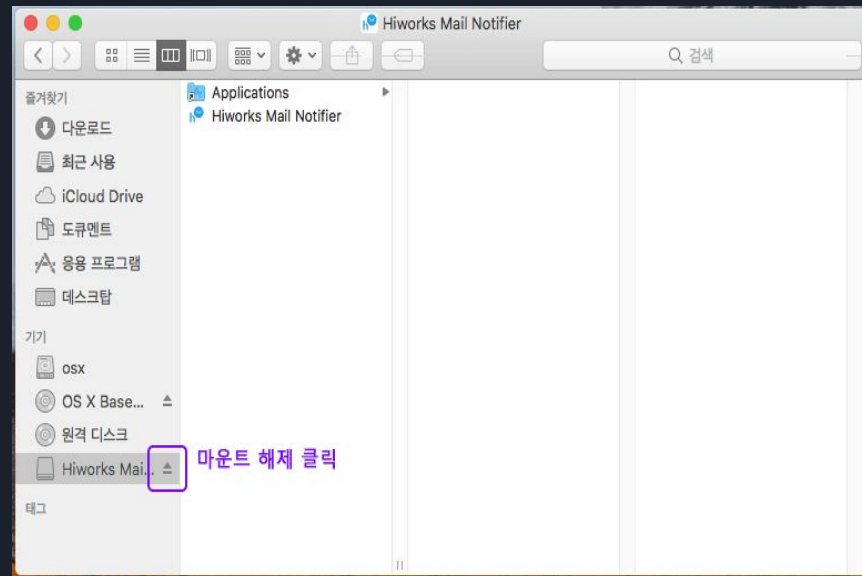 Hiworks Mail Notifier
검색
즐겨찾기
다운로드
최근 사용
iCloud Drive
도큐멘트
응용 프로그램
데스크탑
기기
osx
OS X Base...
원격 디스크
Hiworks Mai...
태그
Applications
Hiworks Mail Notifier
마운트 해제 클릭